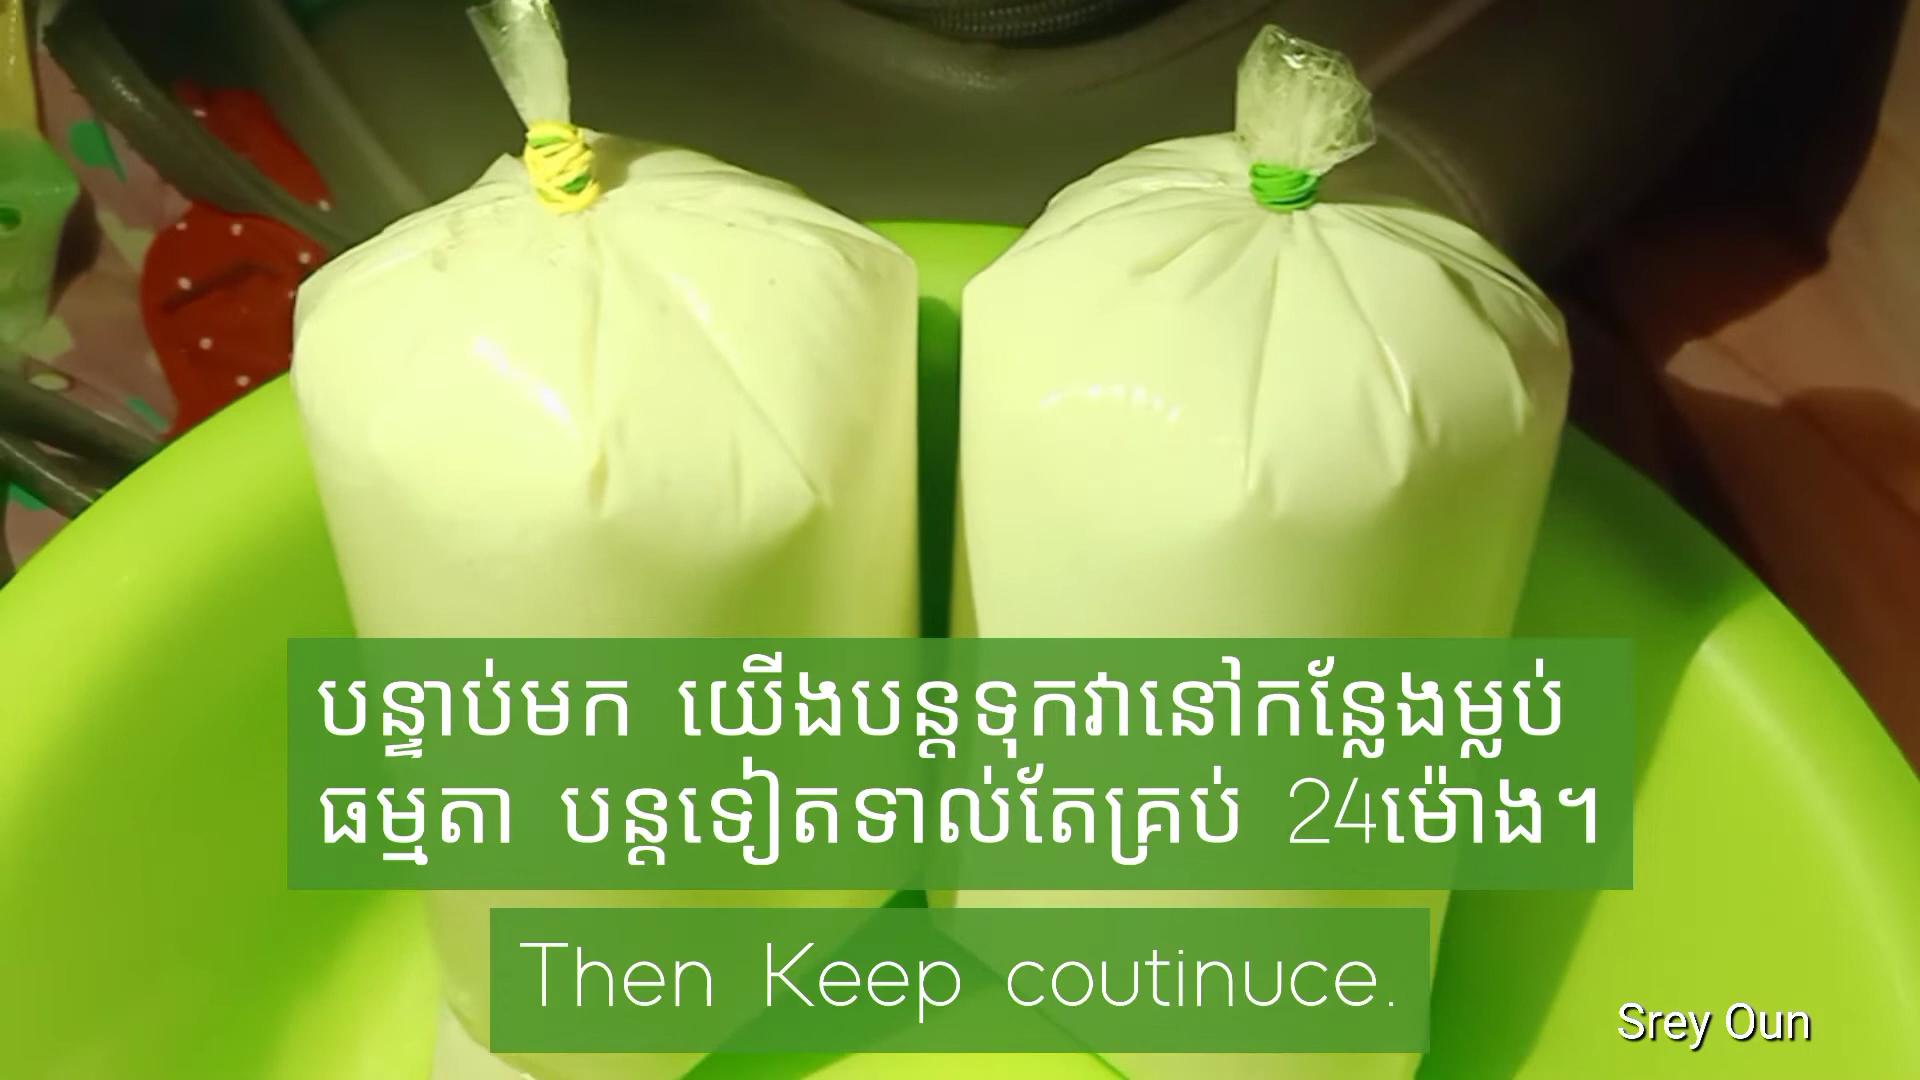 បន្ទាប់មក យើងបន្តទុកវានៅកន្លែងម្លប់
ធម្មតា បន្តទៀតទាល់តែគ្រប់ 24ម៉ោង។
Then Keep coutinuce.
Srey Oun